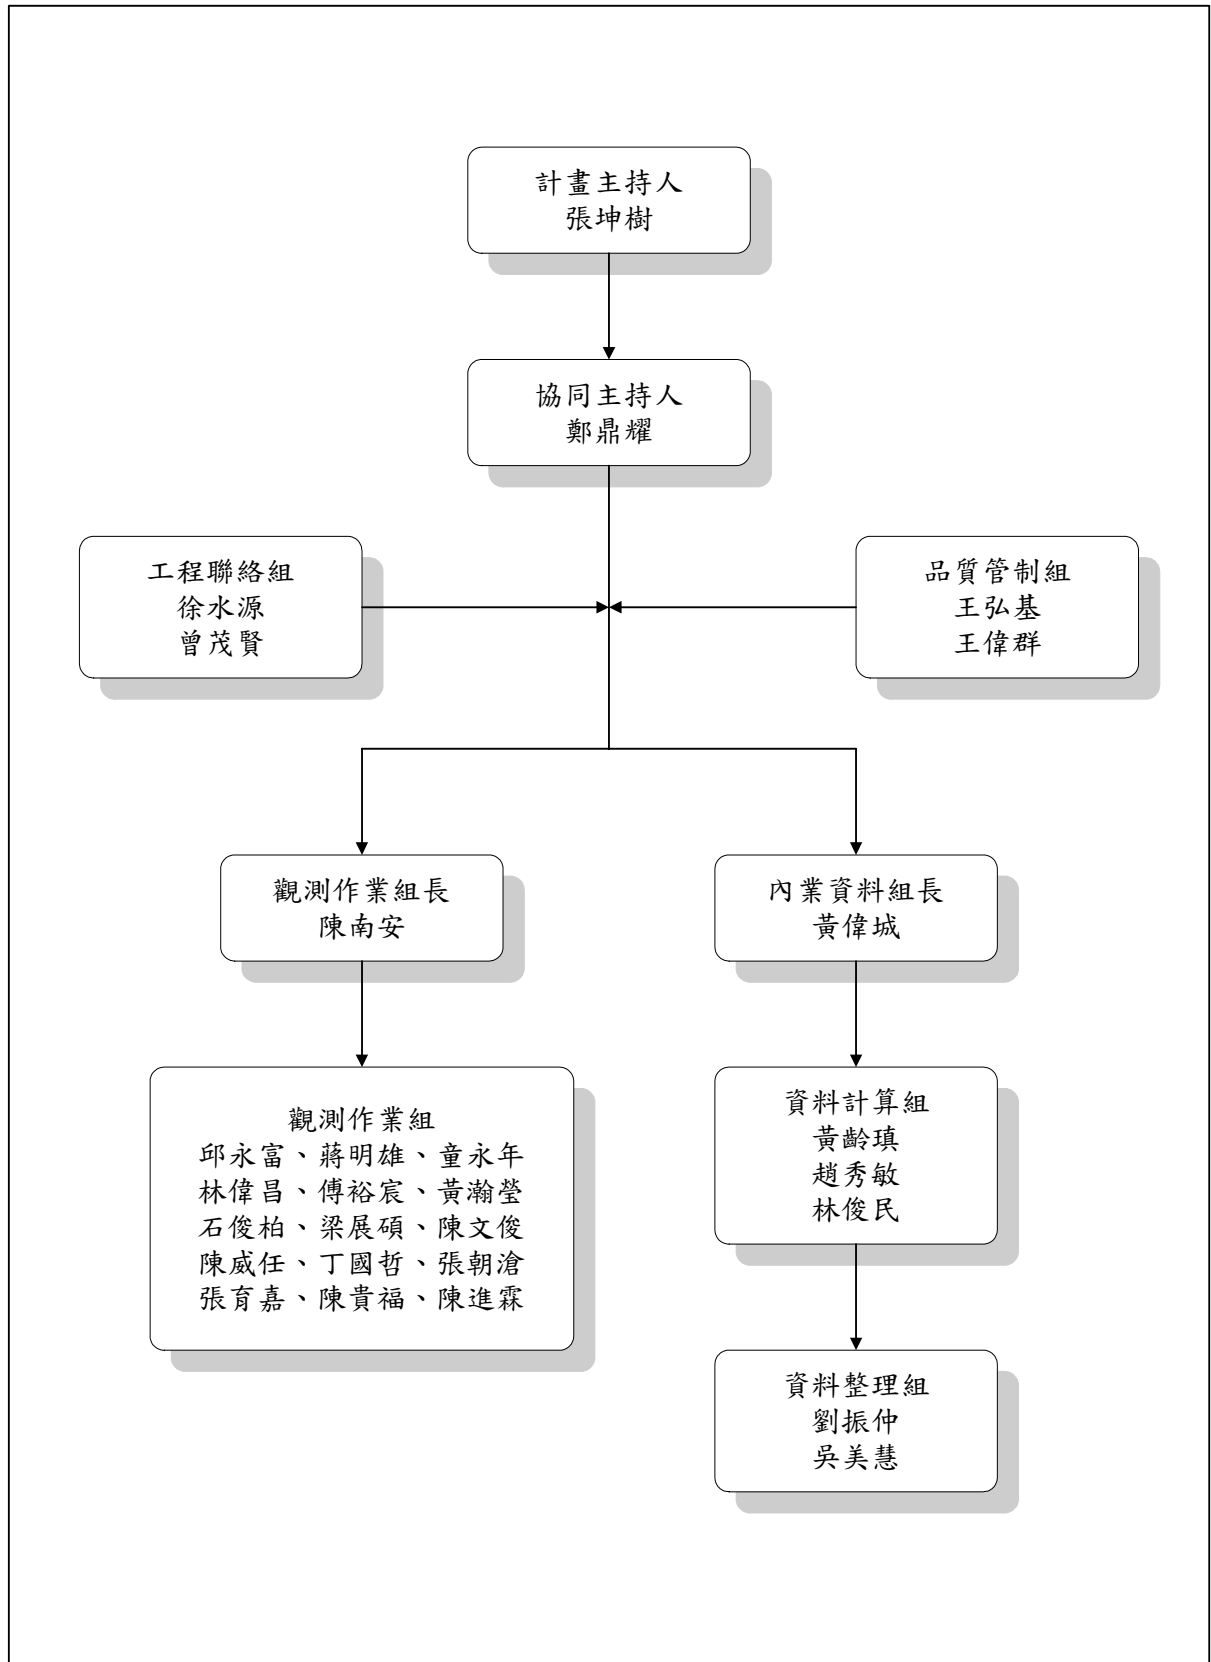 計畫主持人
張坤樹
協同主持人
鄭鼎耀
工程聯絡組
徐水源
曾茂賢
品質管制組
王弘基
王偉群
觀測作業組長
陳南安
內業資料組長
黃偉城
觀測作業組
邱永富、蔣明雄、童永年
林偉昌、傅裕宸、黃瀚瑩
石俊柏、梁展碩、陳文俊
陳威任、丁國哲、張朝滄
張育嘉、陳貴福、陳進霖
資料計算組
黃齡瑱
趙秀敏
林俊民
資料整理組
劉振仲
吳美慧